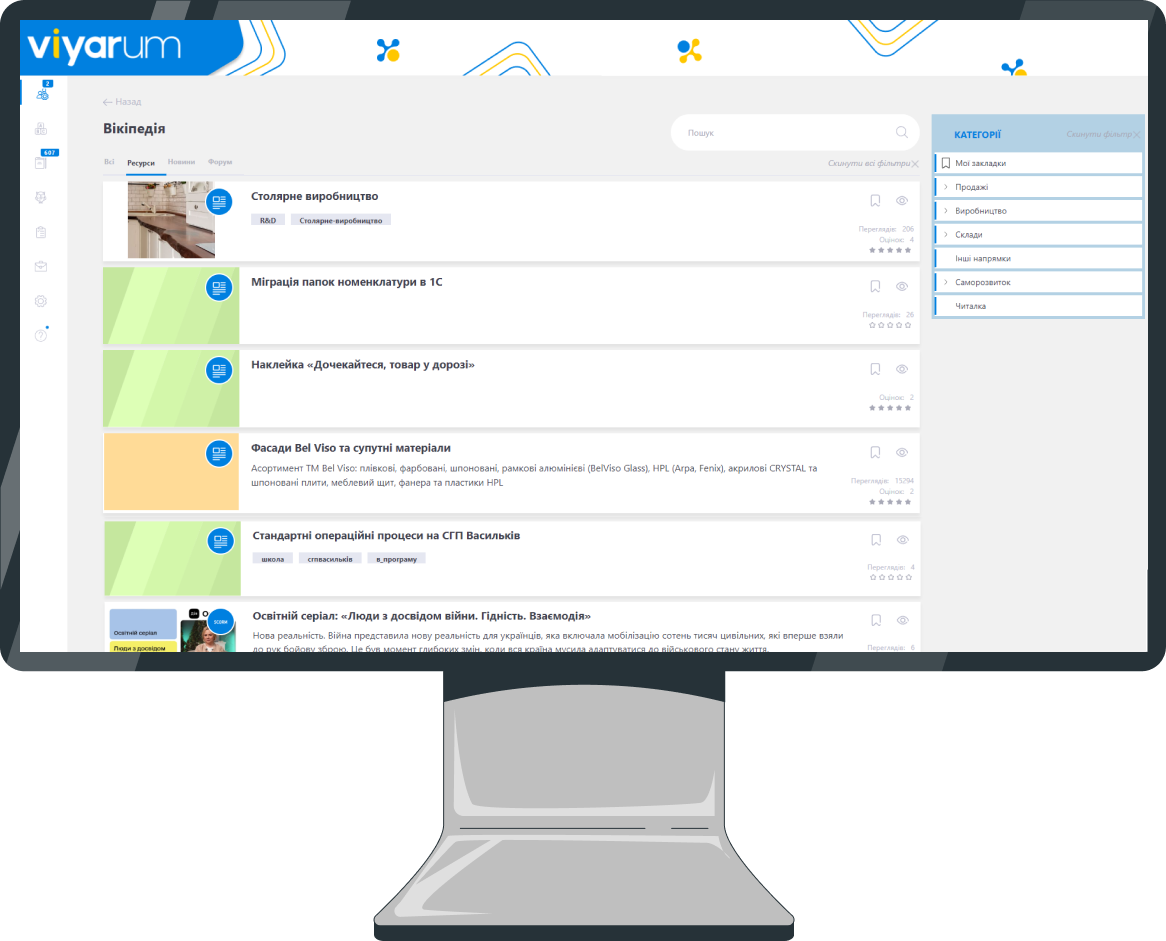 viyarum
2
← Назад
Вікіпедія
Пошук
607
Всі Ресурси Новини Форум
Скинути всі фільтри
КАТЕГОРІЇ Скинути фільтр
Мої закладки
Продажі
Виробництво
Склади
Інші напрямки
Саморозвиток
Читалка
Столярне виробництво
R&D Столярне-виробництво
Переглядів: 206
Оцінок: 4
Міграція папок номенклатури в 1С
Переглядів: 26
Наклейка «Дочекайтеся, товар у дорозі»
Оцінок: 2
Фасади Bel Viso та супутні матеріали
Асортимент ТМ Bel Viso: плівкові, фарбовані, шпоновані, рамкові алюмінієві (BelViso Glass), HPL (Arpa, Fenix), акрилові CRYSTAL та
шпоновані плити, меблевий щит, фанера та пластики HPL
Переглядів: 15294
Оцінок: 2
Стандартні операційні процеси на СГП Васильків
школа сгпвасильків в_програму
Переглядів: 4
Освітній серіал
Люди з досвідом
SCORM
Освітній серіал: «Люди з досвідом війни. Гідність. Взаємодія»
Нова реальність. Війна представила нову реальність для українців, яка включала мобілізацію сотень тисяч цивільних, які вперше взяли
до рук бойову зброю. Це був момент глибоких змін, коли вся країна мусила адаптуватися до військового стану життя.
Переглядів: 6